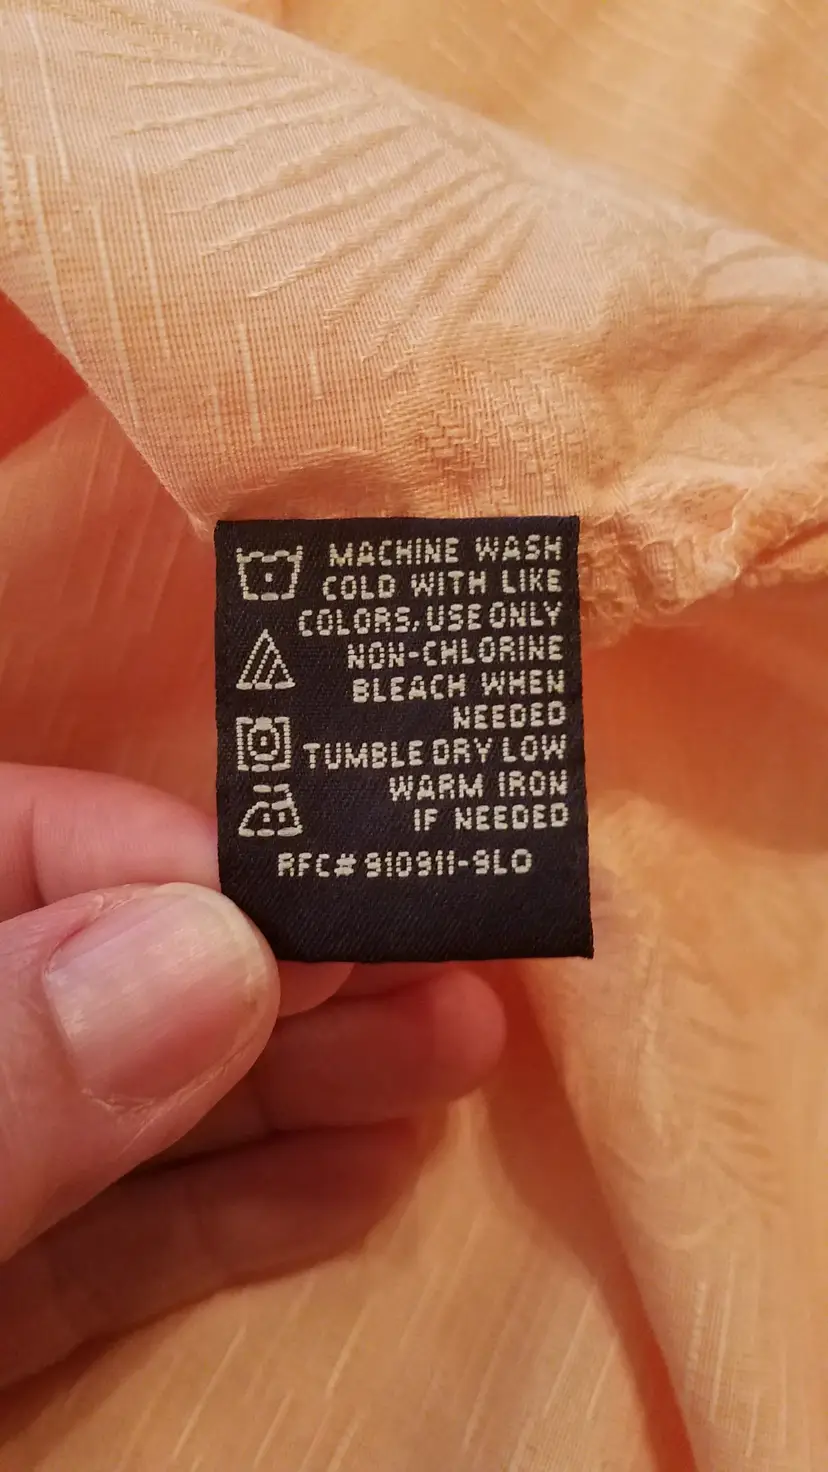 MACHINE WASH
COLD WITH LIKE
COLORS, USE ONLY
NON-CHLORINE
BLEACH WHEN
NEEDED
TUMBLE DRY LOW
WARM IRON
IF NEEDED
RFC# 910911-9LO